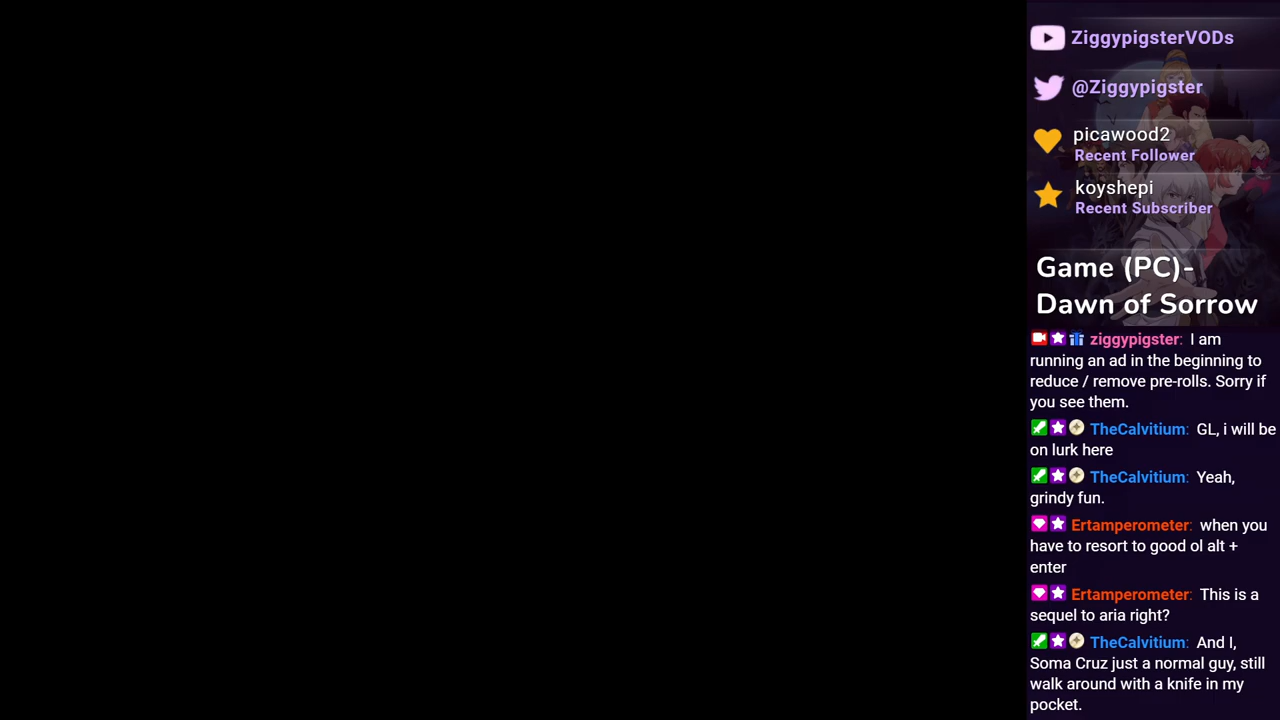 ZiggypigsterVODs
@Ziggypigster
picawood2
Recent Follower
koyshepi
Recent Subscriber
Game (PC)-
Dawn of Sorrow
ziggypigster: I am
running an ad in the beginning to
reduce / remove pre-rolls. Sorry if
you see them.
TheCalvitium: GL, i will be
on lurk here
TheCalvitium: Yeah,
grindy fun.
Ertamperometer: when you
have to resort to good ol alt +
enter
Ertamperometer: This is a
sequel to aria right?
TheCalvitium: And I,
Soma Cruz just a normal guy, still
walk around with a knife in my
pocket.